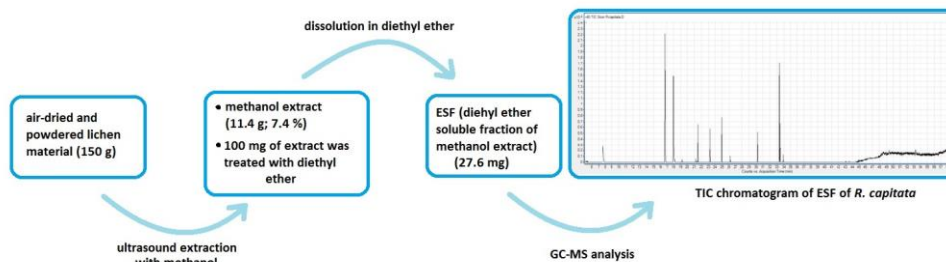 dissolution in diethyl ether
air-dried and
powdered lichen
material (150 g)
• methanol extract
(11.4 g; 7.4 %)
• 100 mg of extract was
treated with diethyl
ether
ESF (diehyl ether
soluble fraction of
methanol extract)
(27.6 mg)
TIC chromatogram of ESF of R. capitata
ultrasound extraction
with methanol
GC-MS analysis